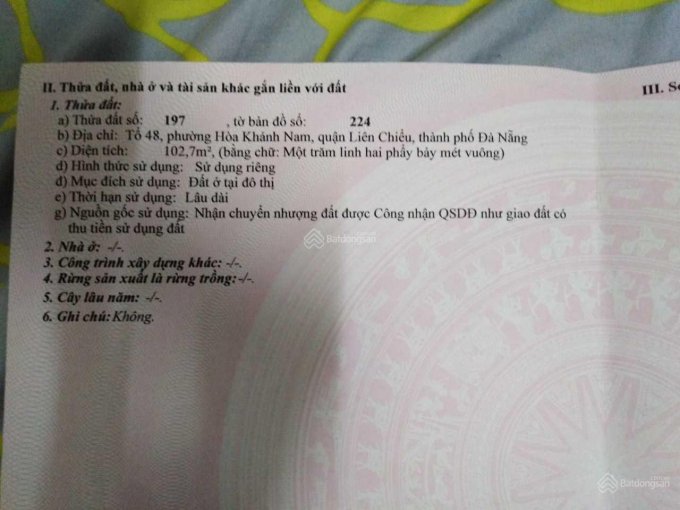 II. Thửa đất, nhà ở và tài sản khác gắn liền với đất
III. S
1. Thửa đất:
a) Thửa đất số: 197 , tờ bản đồ số: 224
b) Địa chỉ: Tổ 48, phường Hòa Khánh Nam, quận Liên Chiểu, thành phố Đà Nẵng
c) Diện tích: 102,7m², (bằng chữ: Một trăm linh hai phẩy bảy mét vuông)
d) Hình thức sử dụng: Sử dụng riêng
đ) Mục đích sử dụng: Đất ở tại đô thị
e) Thời hạn sử dụng: Lâu dài
g) Nguồn gốc sử dụng: Nhận chuyển nhượng đất được Công nhận QSDĐ như giao đất có
thu tiền sử dụng đất
2. Nhà ở: -/-.
3. Công trình xây dựng khác: -/-.
4. Rừng sản xuất là rừng trồng: -/-.
5. Cây lâu năm: -/-.
6. Ghi chú: Không.
Batdongsan
Batdongsan